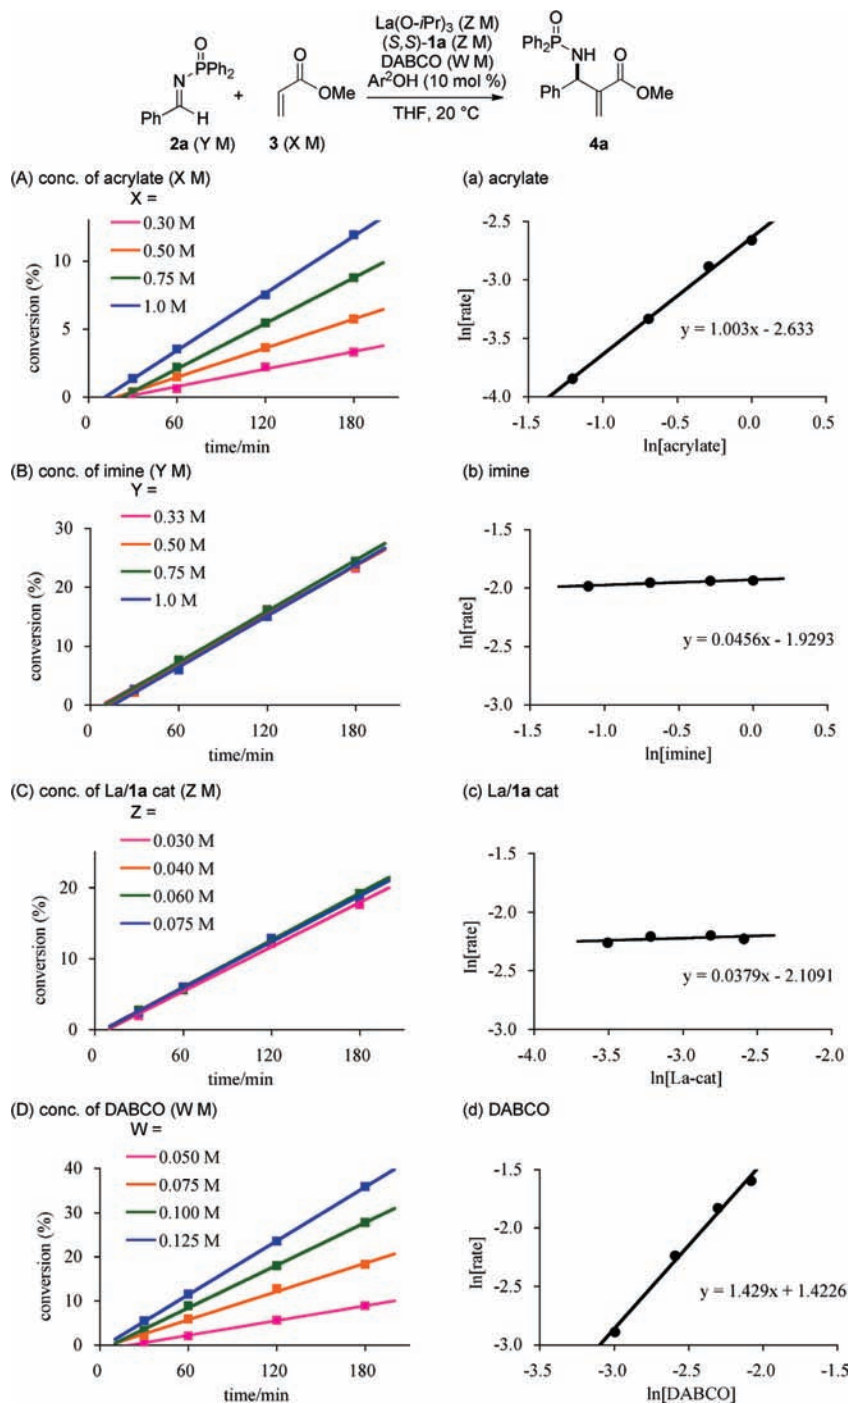 La(O-iPr)3 (Z M)
(S,S)-1a (Z M)
DABCO (W M)
Ar2OH (10 mol %)
THF, 20 °C
O
PPh2
N
Ph
H
2a (Y M)
+
O
OMe
3 (X M)
O
Ph2P
NH
O
Ph
OMe
4a
(A) conc. of acrylate (X M)
X =
0.30 M
0.50 M
0.75 M
1.0 M
conversion (%)
10
5
0
0
60
120
180
time/min
(a) acrylate
-2.5
-3.0
-3.5
-4.0
ln[rate]
y = 1.003x - 2.633
-1.5
-1.0
-0.5
0.0
0.5
ln[acrylate]
(B) conc. of imine (Y M)
Y =
0.33 M
0.50 M
0.75 M
1.0 M
conversion (%)
30
20
10
0
0
60
120
180
time/min
(b) imine
-1.5
-2.0
-2.5
-3.0
ln[rate]
y = 0.0456x - 1.9293
-1.5
-1.0
-0.5
0.0
0.5
ln[imine]
(C) conc. of La/1a cat (Z M)
Z =
0.030 M
0.040 M
0.060 M
0.075 M
conversion (%)
20
10
0
0
60
120
180
time/min
(c) La/1a cat
-1.5
-2.0
-2.5
-3.0
ln[rate]
y = 0.0379x - 2.1091
-4.0
-3.5
-3.0
-2.5
-2.0
ln[La-cat]
(D) conc. of DABCO (W M)
W =
0.050 M
0.075 M
0.100 M
0.125 M
conversion (%)
40
30
20
10
0
0
60
120
180
time/min
(d) DABCO
-1.5
-2.0
-2.5
-3.0
ln[rate]
y = 1.429x + 1.4226
-3.5
-3.0
-2.5
-2.0
-1.5
ln[DABCO]